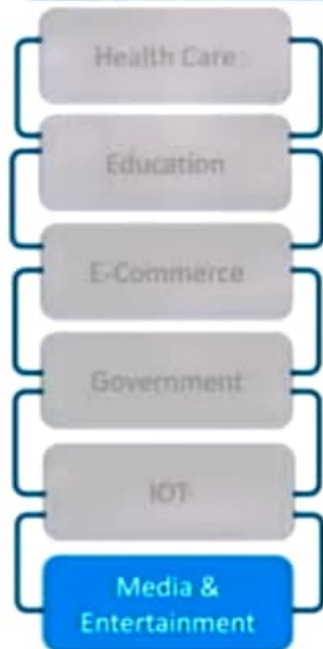 Health Care
Education
E-Commerce
Government
IOT
Media &
Entertainment